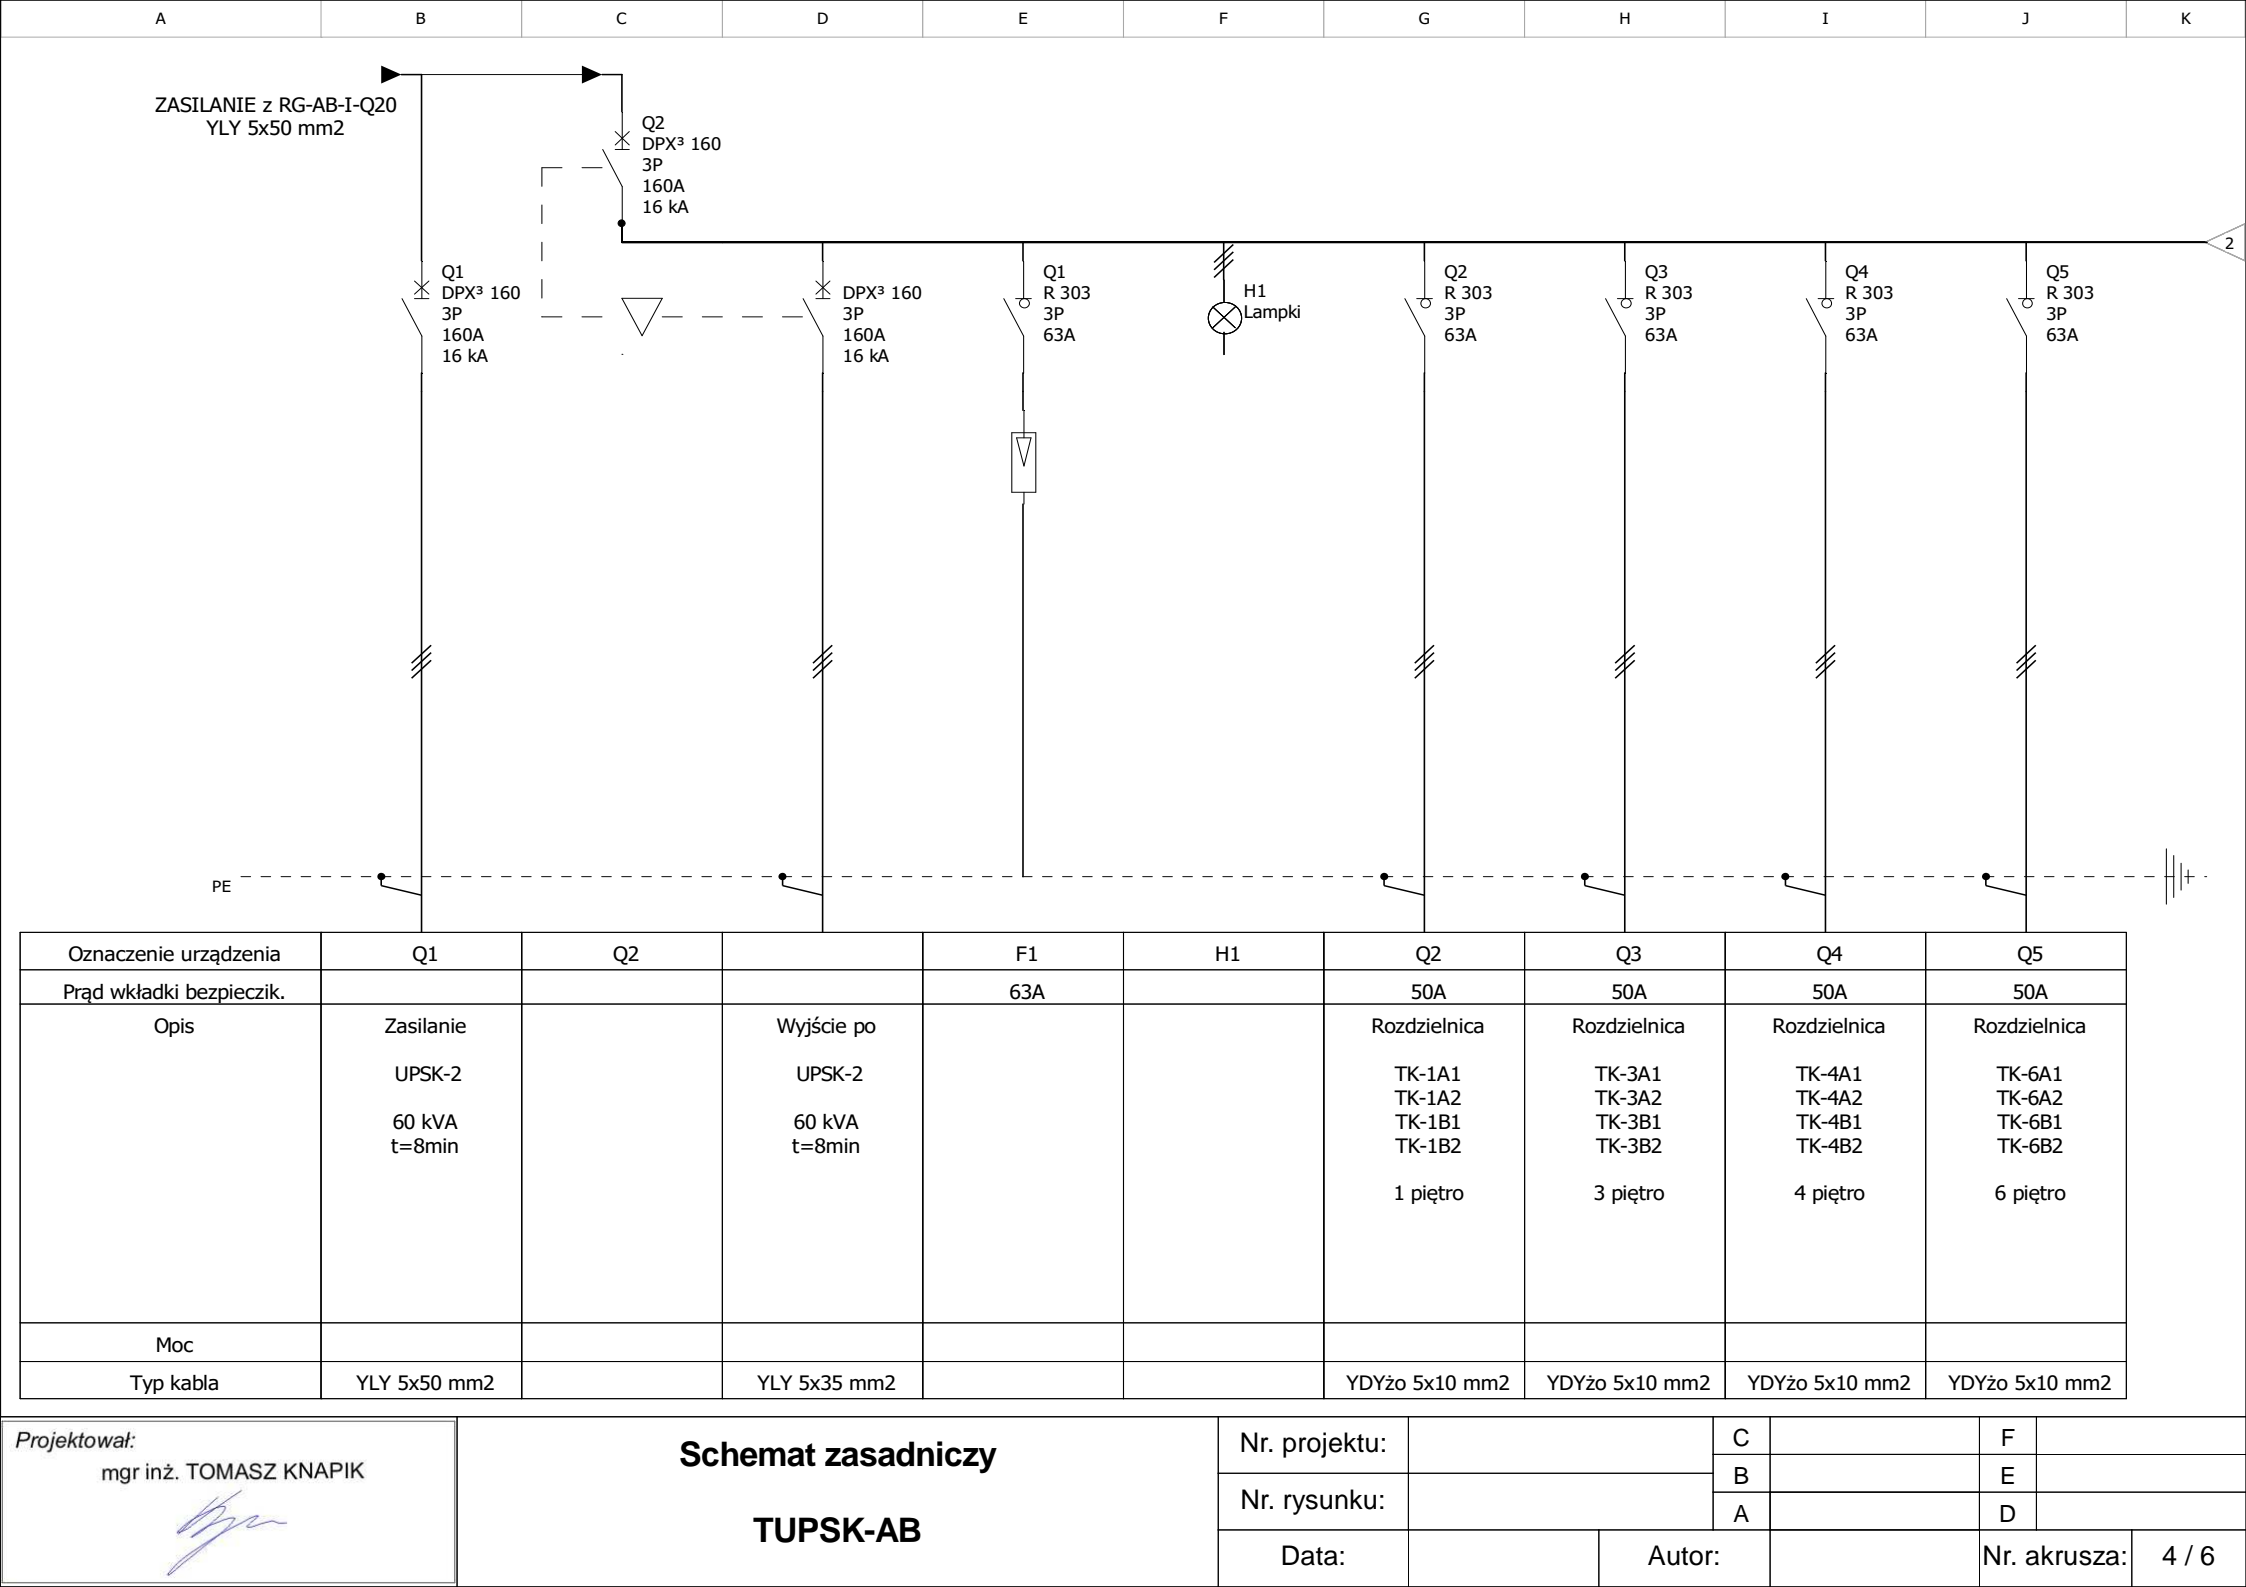 A B C D E F G H I J K
ZASILANIE z RG-AB-I-Q20
YLY 5x50 mm2
Q2
DPX³ 160
3P
160A
16 kA
2
Q1
DPX³ 160
3P
160A
16 kA
DPX³ 160
3P
160A
16 kA
Q1
R 303
3P
63A
H1
Lampki
Q2
R 303
3P
63A
Q3
R 303
3P
63A
Q4
R 303
3P
63A
Q5
R 303
3P
63A
PE
Oznaczenie urządzenia Q1 Q2 F1 H1 Q2 Q3 Q4 Q5
Prąd wkładki bezpieczik. 63A 50A 50A 50A 50A
Opis Zasilanie Wyjście po Rozdzielnica Rozdzielnica Rozdzielnica Rozdzielnica
UPSK-2 UPSK-2 TK-1A1 TK-3A1 TK-4A1 TK-6A1
TK-1A2 TK-3A2 TK-4A2 TK-6A2
60 kVA 60 kVA TK-1B1 TK-3B1 TK-4B1 TK-6B1
t=8min t=8min TK-1B2 TK-3B2 TK-4B2 TK-6B2
1 piętro 3 piętro 4 piętro 6 piętro
Moc
Typ kabla YLY 5x50 mm2 YLY 5x35 mm2 YDYżo 5x10 mm2 YDYżo 5x10 mm2 YDYżo 5x10 mm2 YDYżo 5x10 mm2
Projektował:
mgr inż. TOMASZ KNAPIK
Schemat zasadniczy
TUPSK-AB
Nr. projektu:
Nr. rysunku:
C F
B E
A D
Data: Autor: Nr. akrusza: 4 / 6